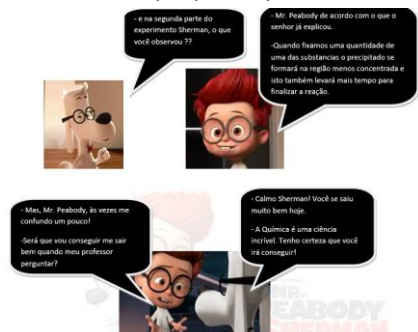 - e na segunda parte do
experimento Sherman, o que
você observou ??
- Mr. Peabody de acordo com o que o
senhor já explicou.
-Quando fixamos uma quantidade de
uma das substancias o precipitado se
formará na região menos concentrada e
isto também levará mais tempo para
finalizar a reação.
- Mas, Mr. Peabody, às vezes me
confundo um pouco!
-Será que vou conseguir me sair
bem quando meu professor
perguntar?
- Calmo Sherman! Você se saiu
muito bem hoje.
- A Química é uma ciência
incrível. Tenho certeza que você
irá conseguir!
MR.
PEABODY
SHERMAN